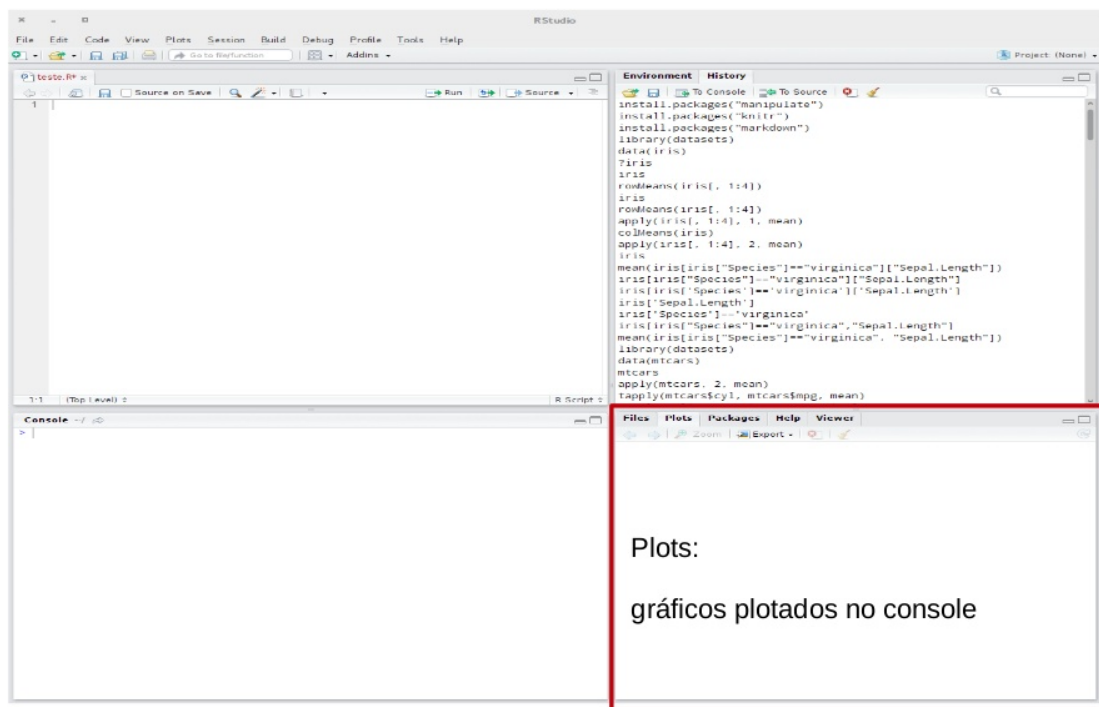 RStudio
File Edit Code View Plots Session Build Debug Profile Tools Help
Go to file/function Addins Project: (None)
teste.R*
Source on Save Run Source
1
1:1 (Top Level) R Script
Console ~/
>
Environment History
To Console To Source
install.packages("manipulate")
install.packages("knitr")
install.packages("markdown")
library(datasets)
data(iris)
?iris
iris
rowMeans(iris[, 1:4])
iris
rowMeans(iris[, 1:4])
apply(iris[, 1:4], 1, mean)
colMeans(iris)
apply(iris[, 1:4], 2, mean)
iris
mean(iris[iris["Species"]=="virginica"]["Sepal.Length"])
iris[iris["Species"]=="virginica"]["Sepal.Length"]
iris[iris['Species']=='virginica']['Sepal.Length']
iris['Sepal.Length']
iris['Species']=='virginica'
iris[iris["Species"]=="virginica","Sepal.Length"]
mean(iris[iris["Species"]=="virginica", "Sepal.Length"])
library(datasets)
data(mtcars)
mtcars
apply(mtcars, 2, mean)
tapply(mtcars$cyl, mtcars$mpg, mean)
Files Plots Packages Help Viewer
Zoom Export
Plots:
gráficos plotados no console